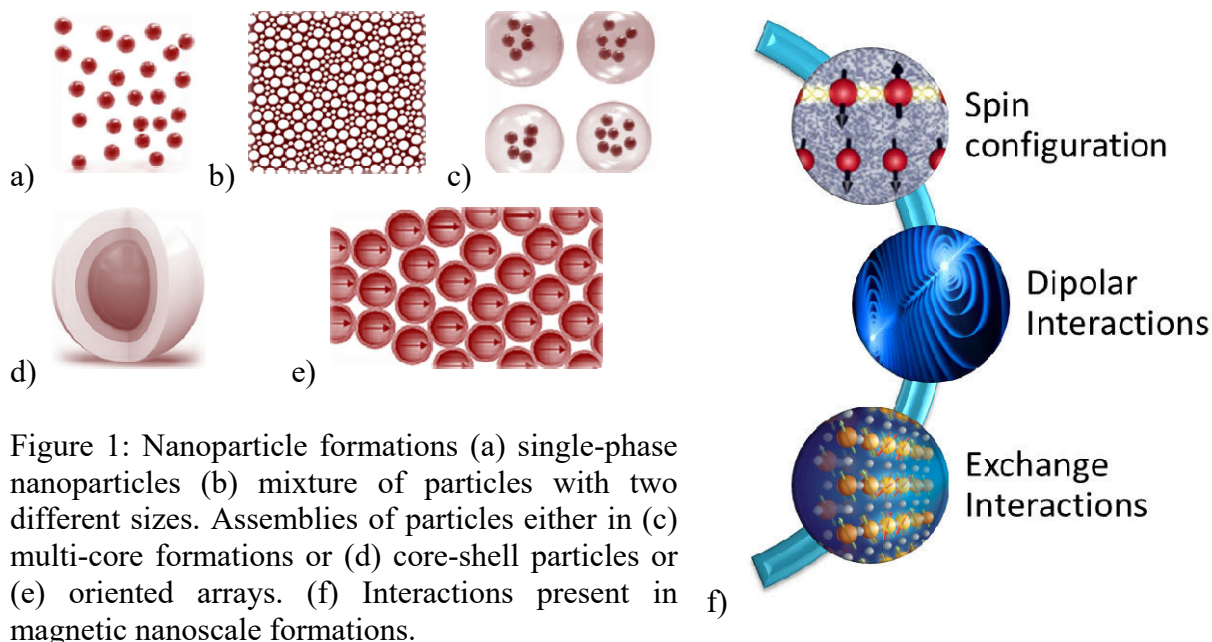 a)
b)
c)
d)
e)
Figure 1: Nanoparticle formations (a) single-phase
nanoparticles (b) mixture of particles with two
different sizes. Assemblies of particles either in (c)
multi-core formations or (d) core-shell particles or
(e) oriented arrays. (f) Interactions present in
magnetic nanoscale formations.
Spin
configuration
Dipolar
Interactions
Exchange
Interactions
f)